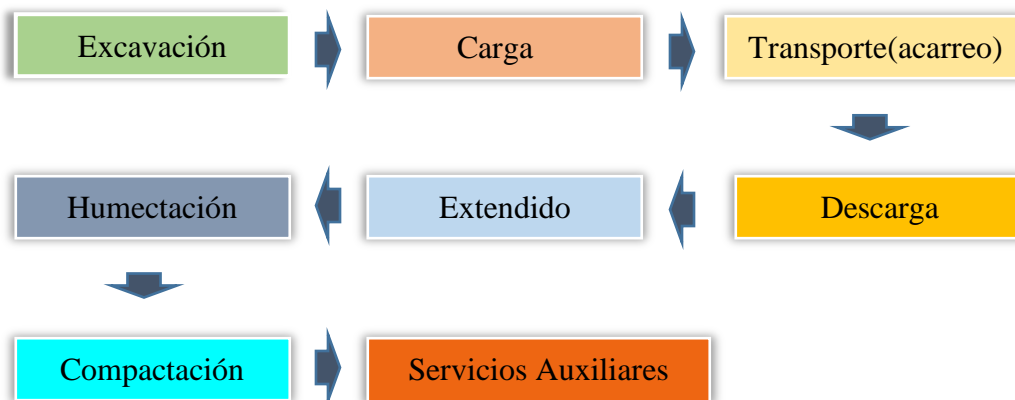 Excavación
Carga
Transporte(acarreo)
Descarga
Extendido
Humectación
Compactación
Servicios Auxiliares